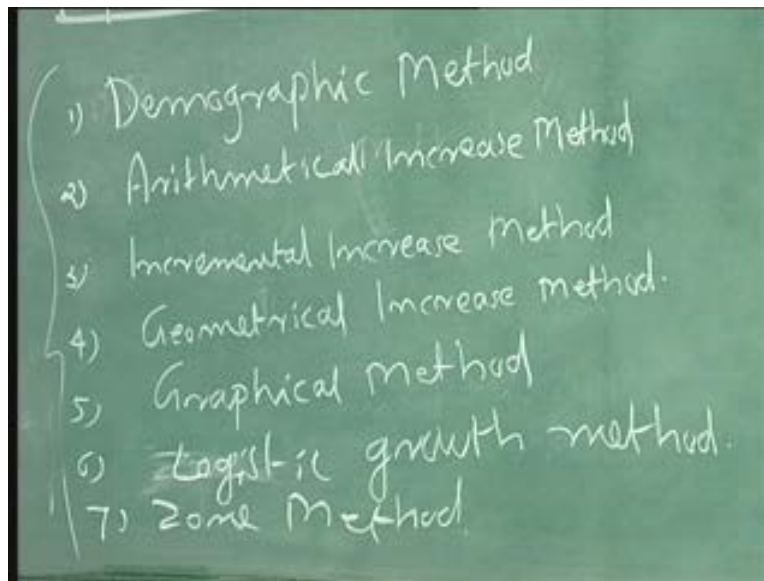 1) Demographic Method
2) Arithmetical Increase Method
3) Incremental Increase Method
4) Geometrical Increase Method.
5) Graphical Method
6) Logistic growth method.
7) Zone Method